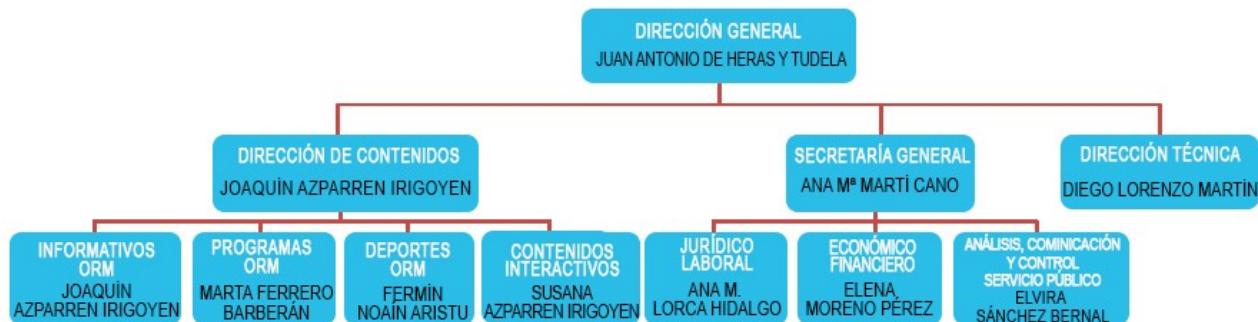 DIRECCIÓN GENERAL
JUAN ANTONIO DE HERAS Y TUDELA
DIRECCIÓN DE CONTENIDOS
JOAQUÍN AZPARREN IRIGOYEN
SECRETARÍA GENERAL
ANA Mª MARTÍ CANO
DIRECCIÓN TÉCNICA
DIEGO LORENZO MARTÍN
INFORMATIVOS
ORM
JOAQUÍN
AZPARREN IRIGOYEN
PROGRAMAS
ORM
MARTA FERRERO
BARBERÁN
DEPORTES
ORM
FERMÍN
NOAÍN ARISTU
CONTENIDOS
INTERACTIVOS
SUSANA
AZPARREN IRIGOYEN
JURÍDICO
LABORAL
ANA M.
LORCA HIDALGO
ECONÓMICO
FINANCIERO
ELENA
MORENO PÉREZ
ANÁLISIS, COMINICACIÓN
Y CONTROL
SERVICIO PÚBLICO
ELVIRA
SÁNCHEZ BERNAL